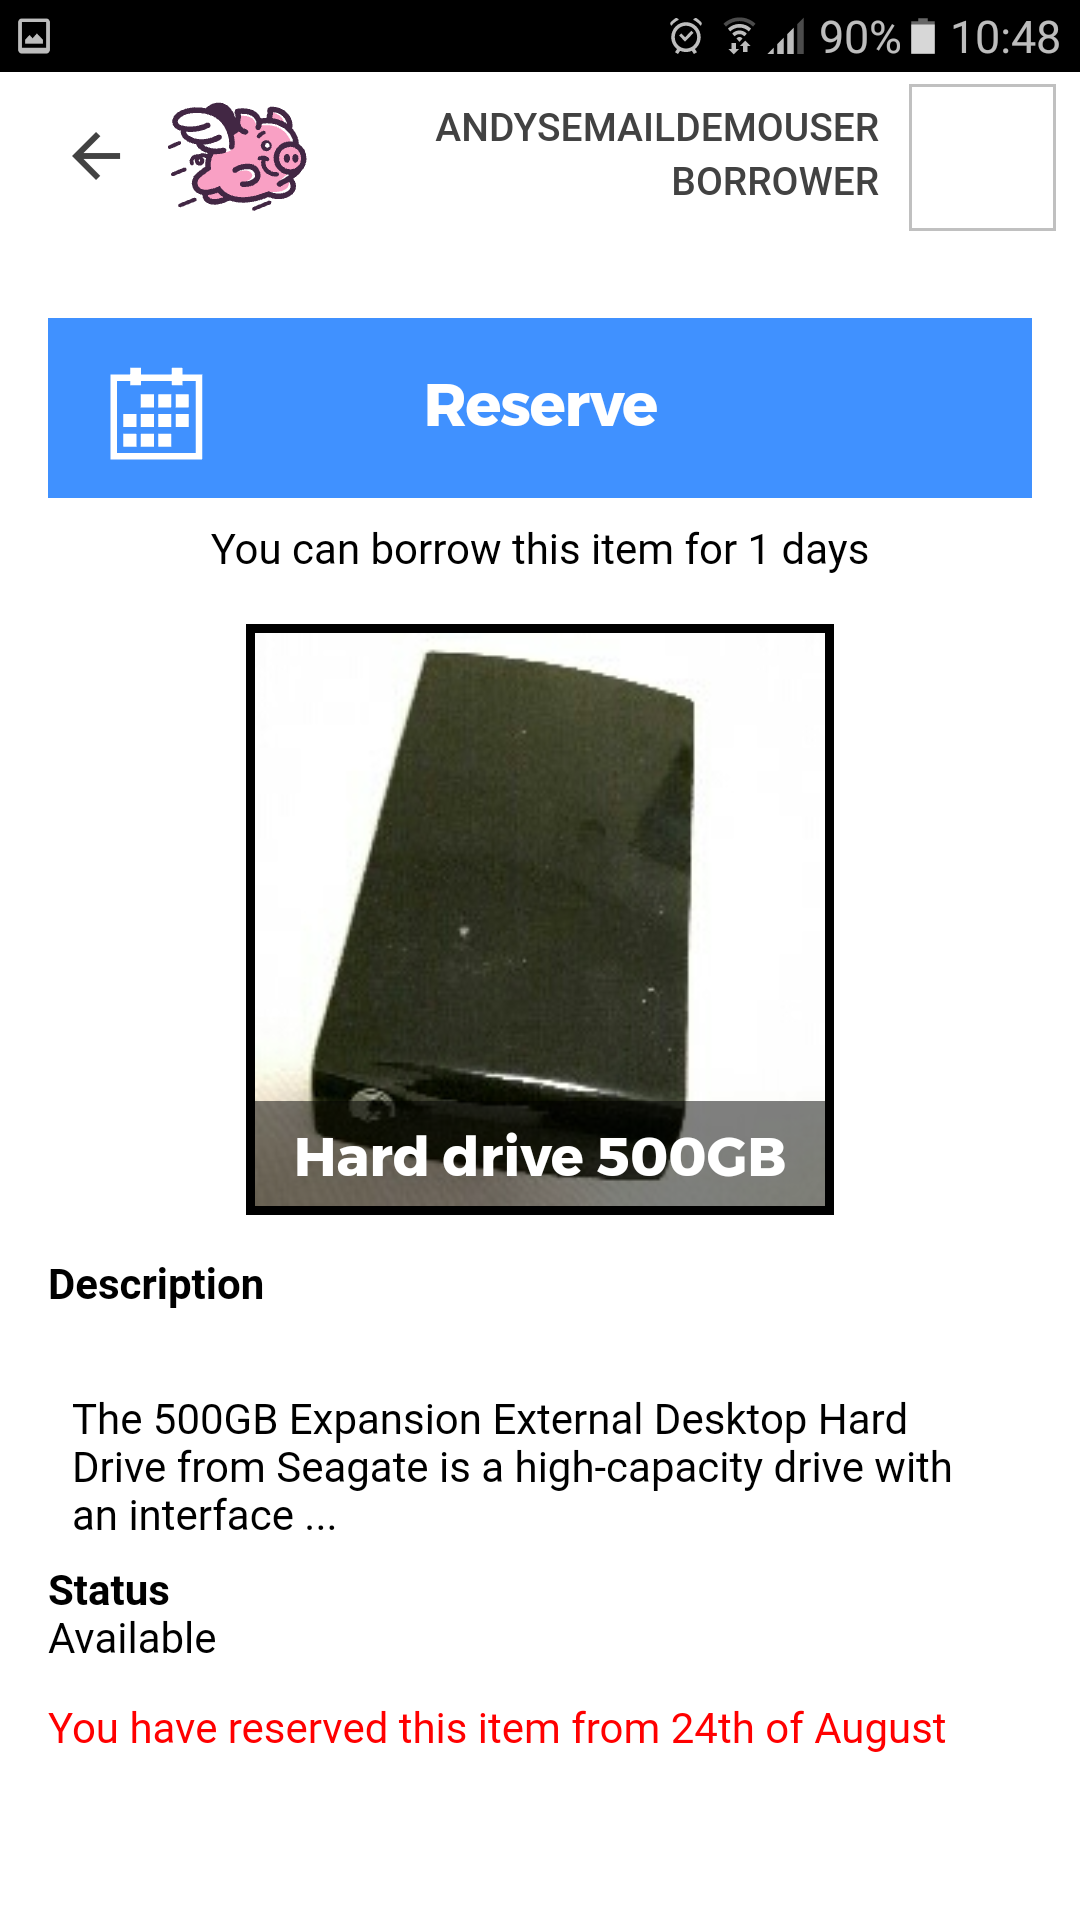 90% 10:48
ANDYSEMAILDEMOUSER
BORROWER
Reserve
You can borrow this item for 1 days
Hard drive 500GB
Description
The 500GB Expansion External Desktop Hard
Drive from Seagate is a high-capacity drive with
an interface ...
Status
Available
You have reserved this item from 24th of August